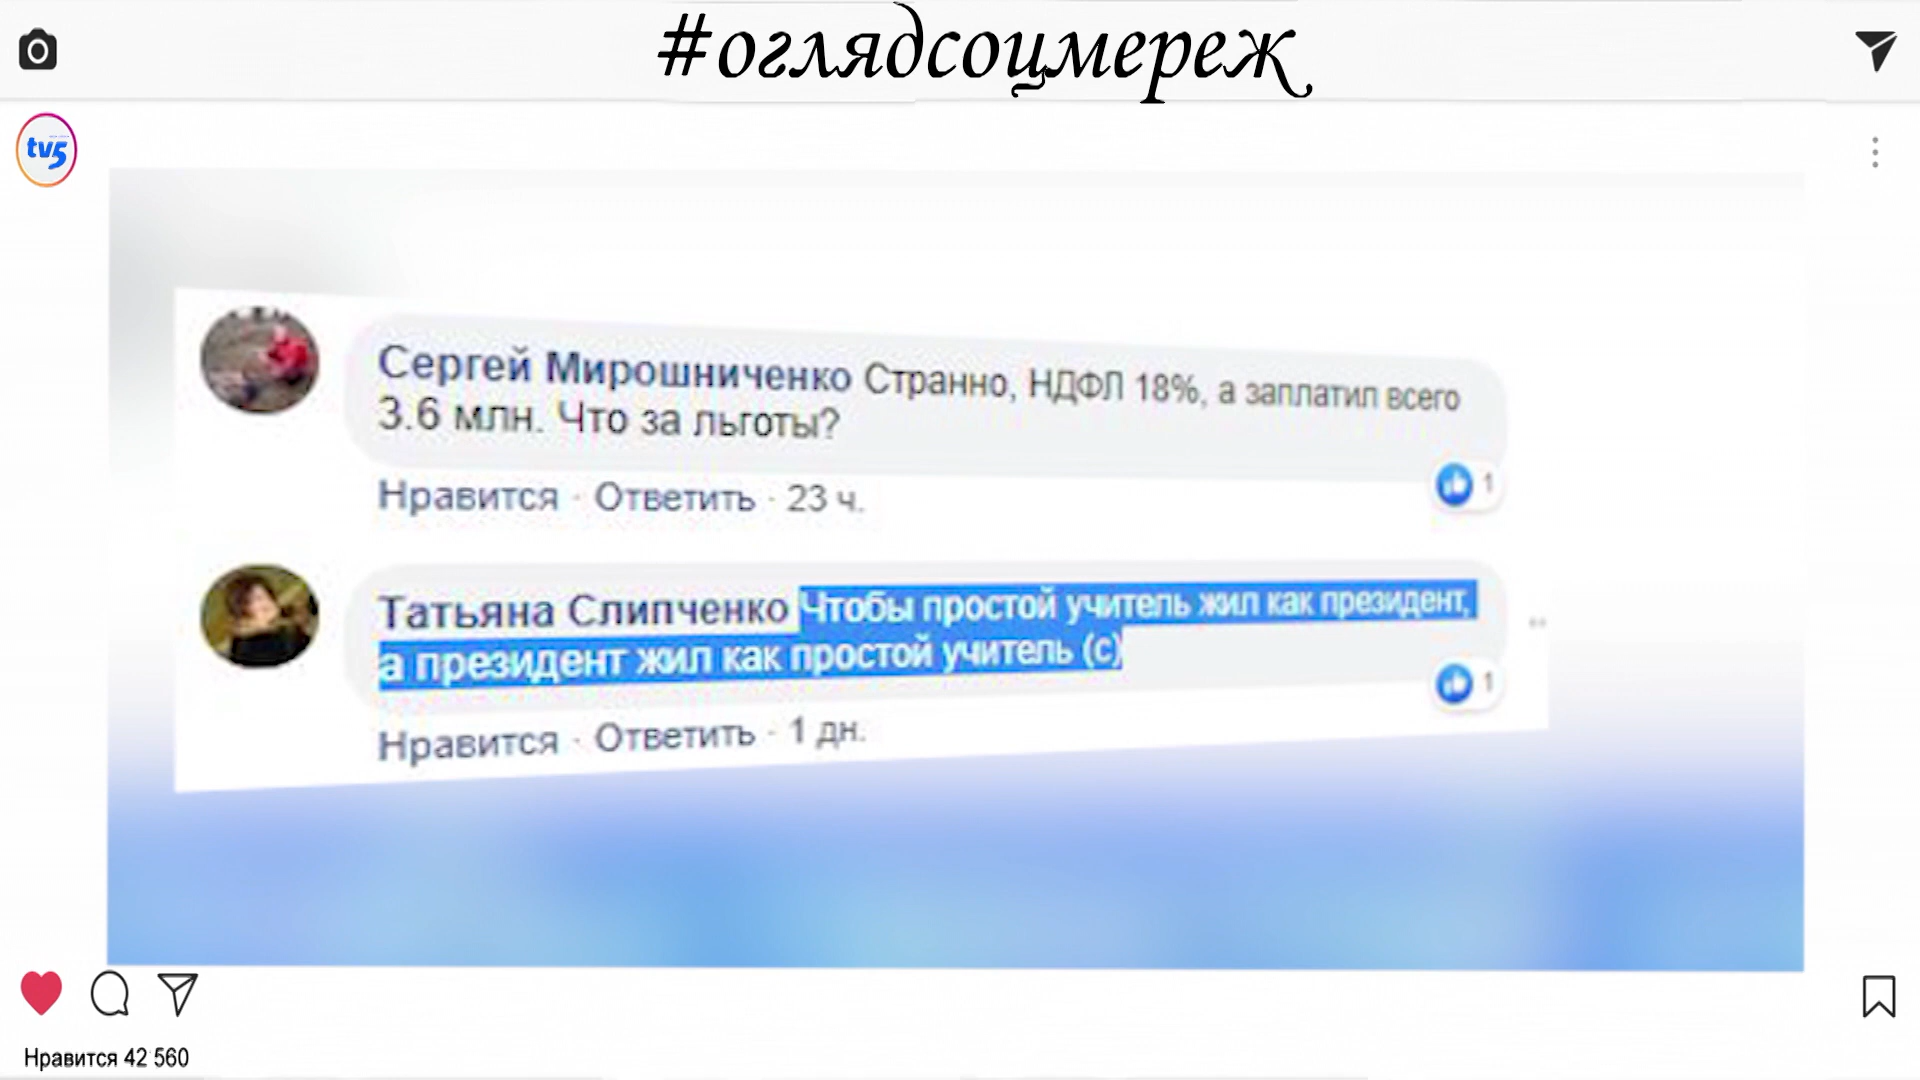 #оглядсоцмереж
tv5
Сергей Мирошниченко Странно, НДФЛ 18%, а заплатил всего
3.6 млн. Что за льготы?
1
Нравится · Ответить · 23 ч.
Татьяна Слипченко Чтобы простой учитель жил как президент,
а президент жил как простой учитель (с)
1
Нравится · Ответить · 1 дн.
Нравится 42 560